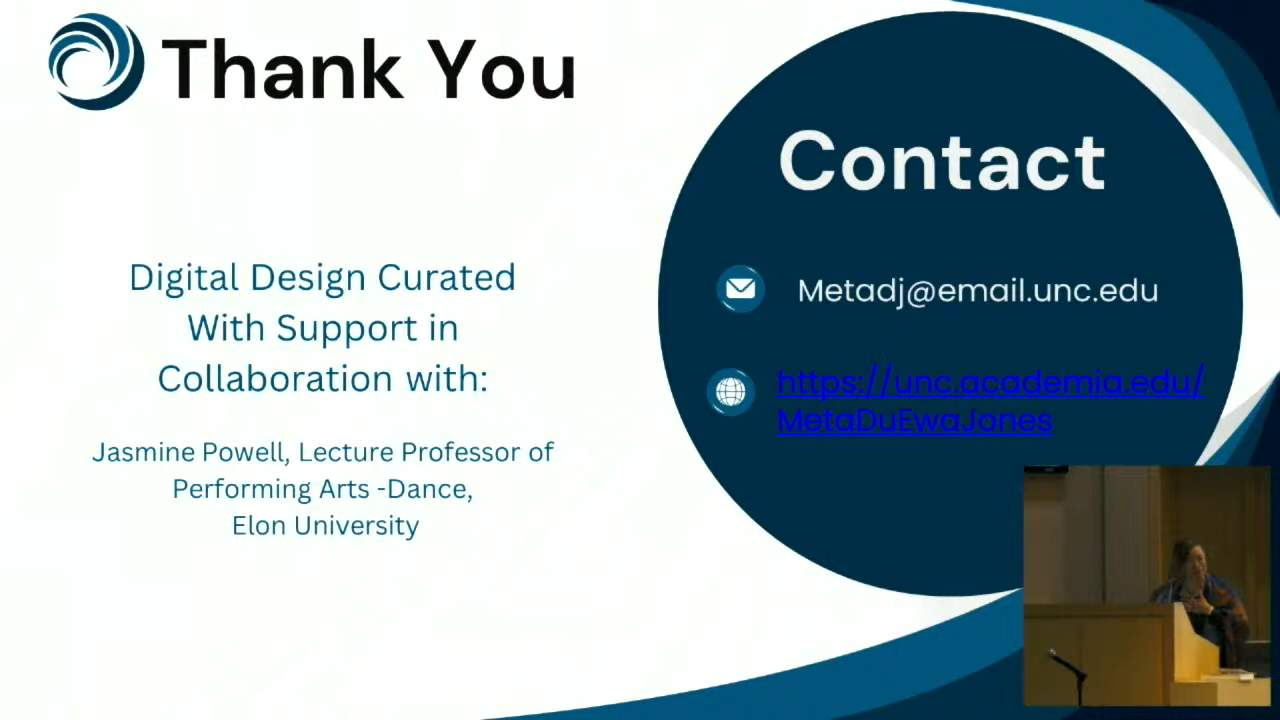 Thank You
Digital Design Curated
With Support in
Collaboration with:
Jasmine Powell, Lecture Professor of
Performing Arts -Dance,
Elon University
Contact
Metadj@email.unc.edu
https://unc.academia.edu/
MetaDuEwaJones